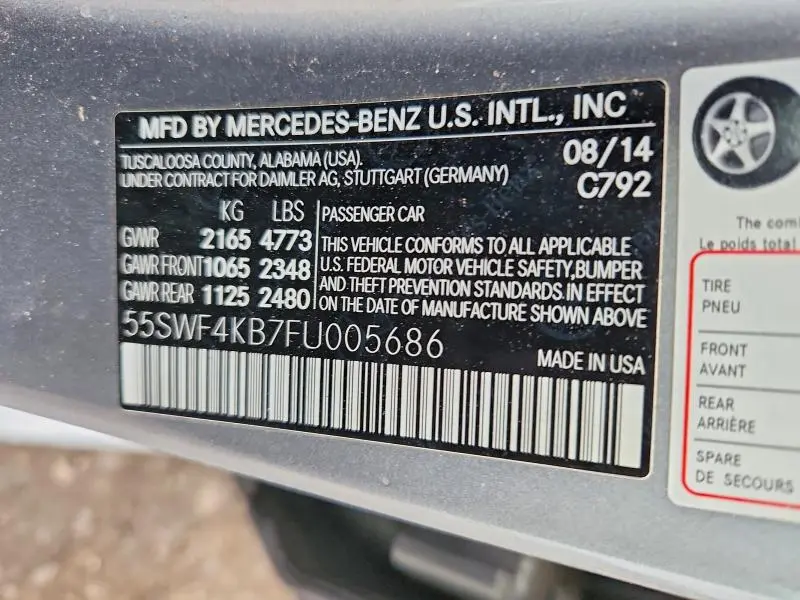 MFD BY MERCEDES-BENZ U.S. INTL., INC
TUSCALOOSA COUNTY, ALABAMA (USA).
UNDER CONTRACT FOR DAIMLER AG, STUTTGART (GERMANY)
08/14
C792
KG LBS
GVWR 2165 4773
GAWR FRONT 1065 2348
GAWR REAR 1125 2480
PASSENGER CAR
THIS VEHICLE CONFORMS TO ALL APPLICABLE
U.S. FEDERAL MOTOR VEHICLE SAFETY,BUMPER
AND THEFT PREVENTION STANDARDS.IN EFFECT
ON THE DATE OF MANUFACTURE SHOWN ABOVE
55SWF4KB7FU005686
MADE IN USA
The
Le poids total
TIRE
PNEU
FRONT
AVANT
REAR
ARRIÈRE
SPARE
DE SECOURS